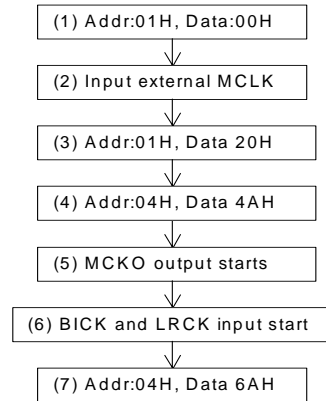 (1) Addr:01H, Data:00H
(2) Input external MCLK
(3) Addr:01H, Data 20H
(4) Addr:04H, Data 4AH
(5) MCKO output starts
(6) BICK and LRCK input start
(7) Addr:04H, Data 6AH